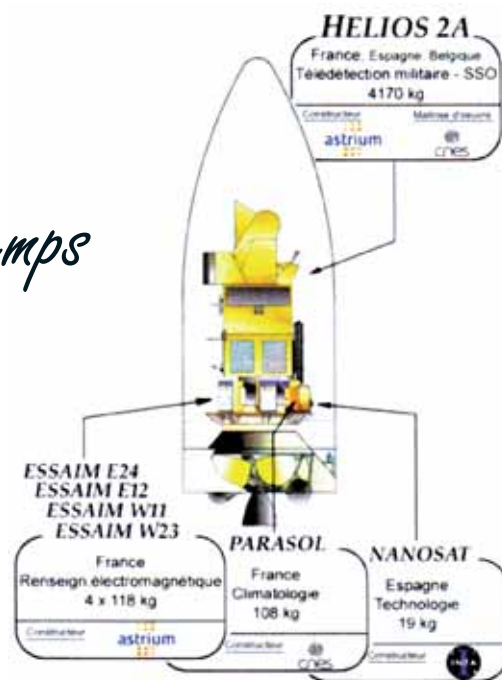 HELIOS 2A
France, Espagne, Belgique
Télédétection militaire - SSO
4170 kg
Constructeur
Maîtrise d'oeuvre
astrium
cnes
mps
ESSAIM E24
ESSAIM E12
ESSAIM W11
ESSAIM W23
France
Renseign électromagnétique
4 x 118 kg
Constructeur
astrium
PARASOL
France
Climatologie
108 kg
Constructeur
cnes
NANOSAT
Espagne
Technologie
19 kg
Constructeur
INTA